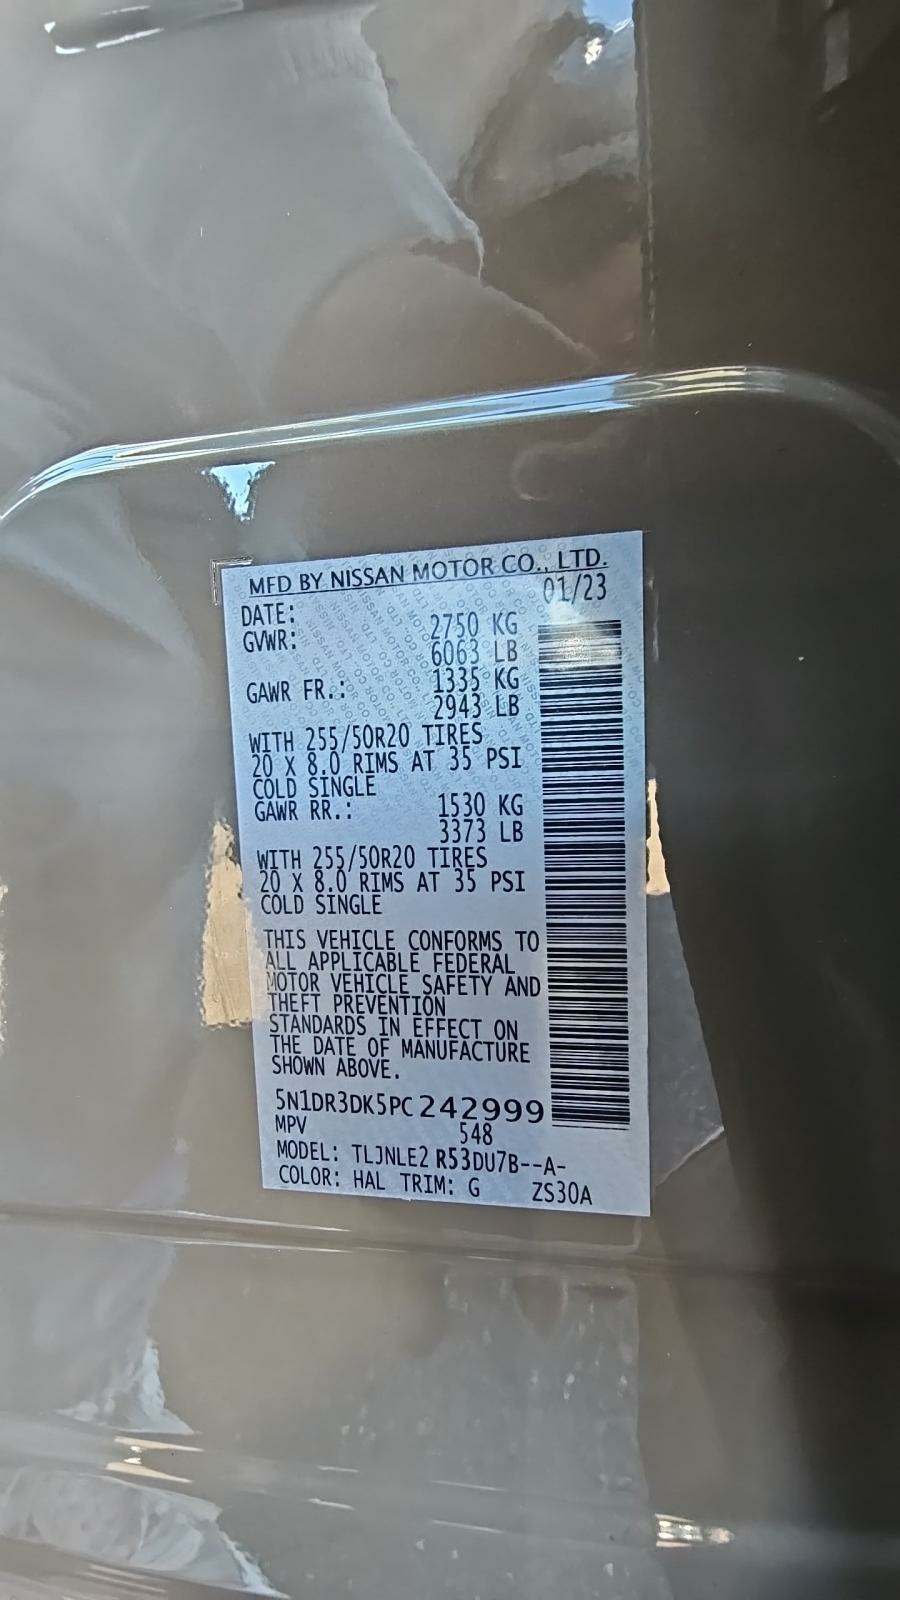 MFD BY NISSAN MOTOR CO., LTD.
DATE: 01/23
GVWR: 2750 KG
6063 LB
GAWR FR.: 1335 KG
2943 LB
WITH 255/50R20 TIRES
20 X 8.0 RIMS AT 35 PSI
COLD SINGLE
GAWR RR.: 1530 KG
3373 LB
WITH 255/50R20 TIRES
20 X 8.0 RIMS AT 35 PSI
COLD SINGLE
THIS VEHICLE CONFORMS TO
ALL APPLICABLE FEDERAL
MOTOR VEHICLE SAFETY AND
THEFT PREVENTION
STANDARDS IN EFFECT ON
THE DATE OF MANUFACTURE
SHOWN ABOVE.
5N1DR3DK5PC242999
MPV 548
MODEL: TLJNLE2 R53DU7B--A-
COLOR: HAL TRIM: G ZS30A